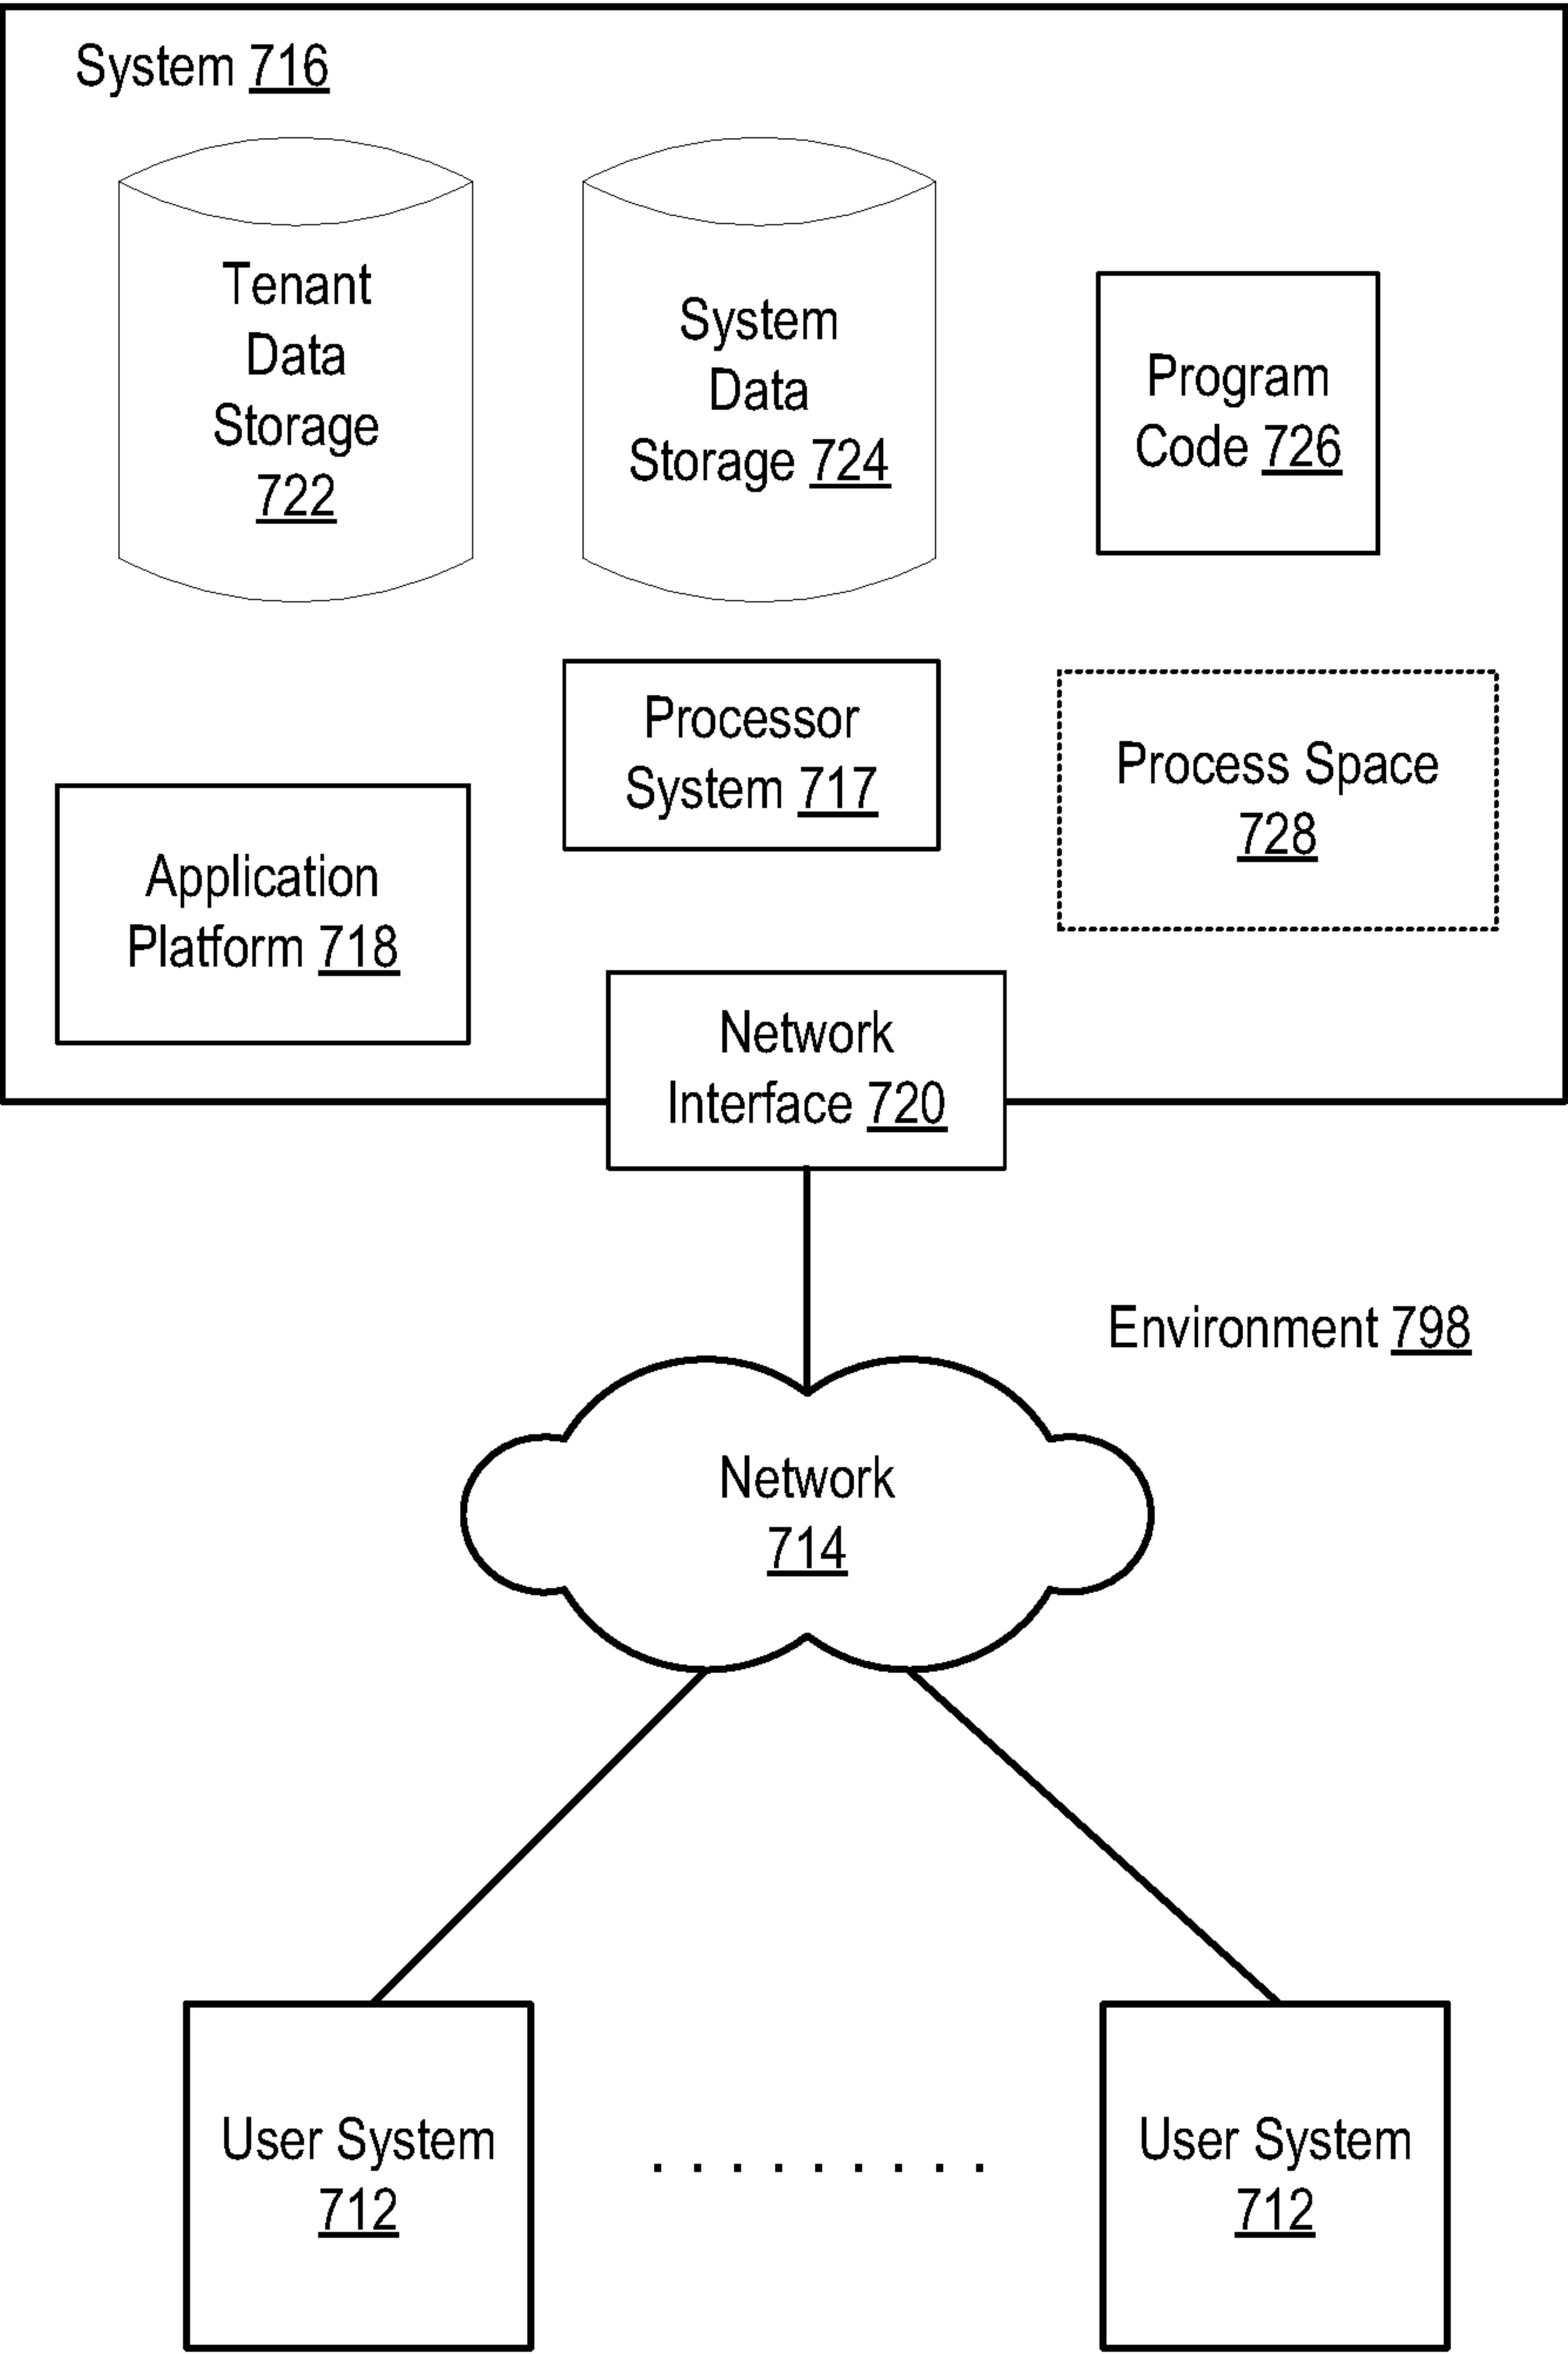 System 716
Tenant
Data
Storage
722
System
Data
Storage 724
Program
Code 726
Processor
System 717
Process Space
728
Application
Platform 718
Network
Interface 720
Environment 798
Network
714
User System
712
. . . . . . . . .
User System
712